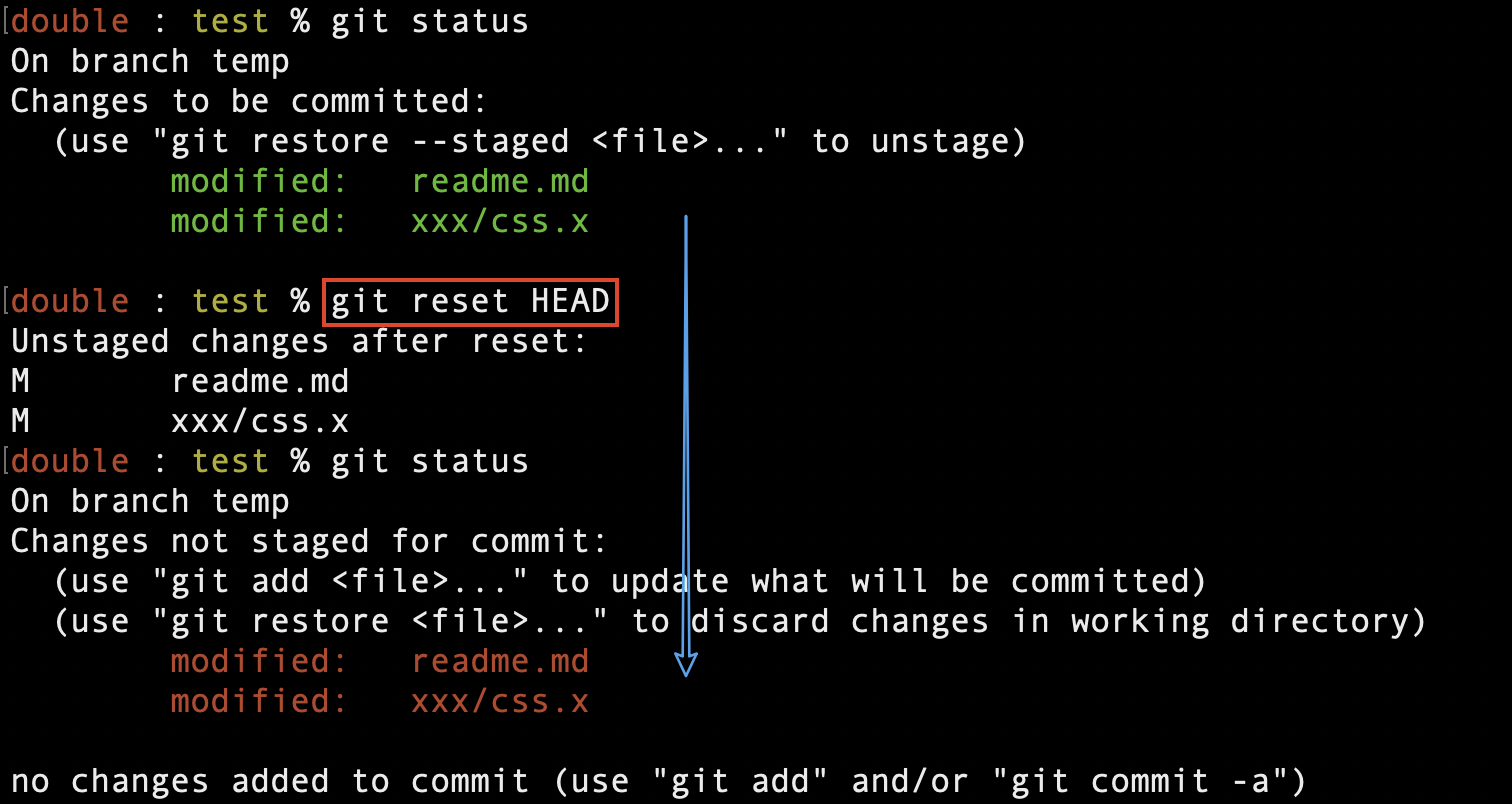 [double : test % git status
On branch temp
Changes to be committed:
  (use "git restore --staged <file>..." to unstage)
        modified:   readme.md
        modified:   xxx/css.x

[double : test % git reset HEAD
Unstaged changes after reset:
M       readme.md
M       xxx/css.x
[double : test % git status
On branch temp
Changes not staged for commit:
  (use "git add <file>..." to update what will be committed)
  (use "git restore <file>..." to discard changes in working directory)
        modified:   readme.md
        modified:   xxx/css.x

no changes added to commit (use "git add" and/or "git commit -a")